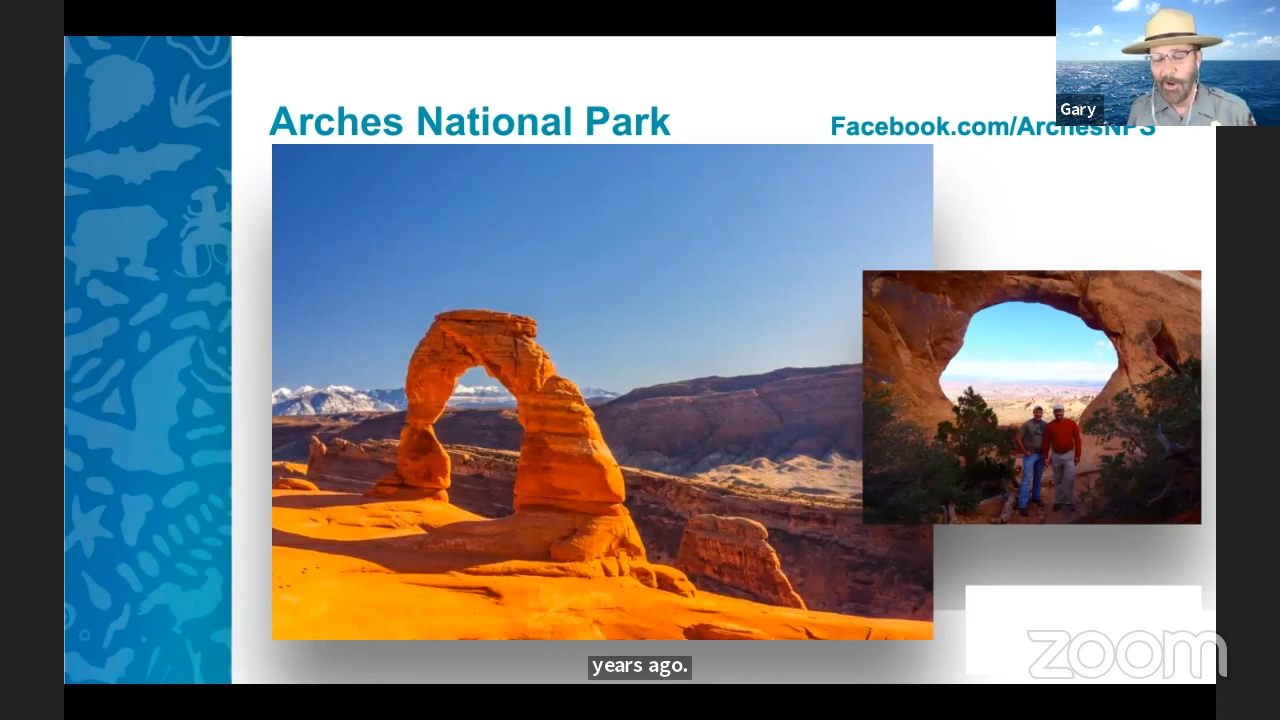 Arches National Park
Facebook.com/ArchesNPS
Gary
years ago.
zoom